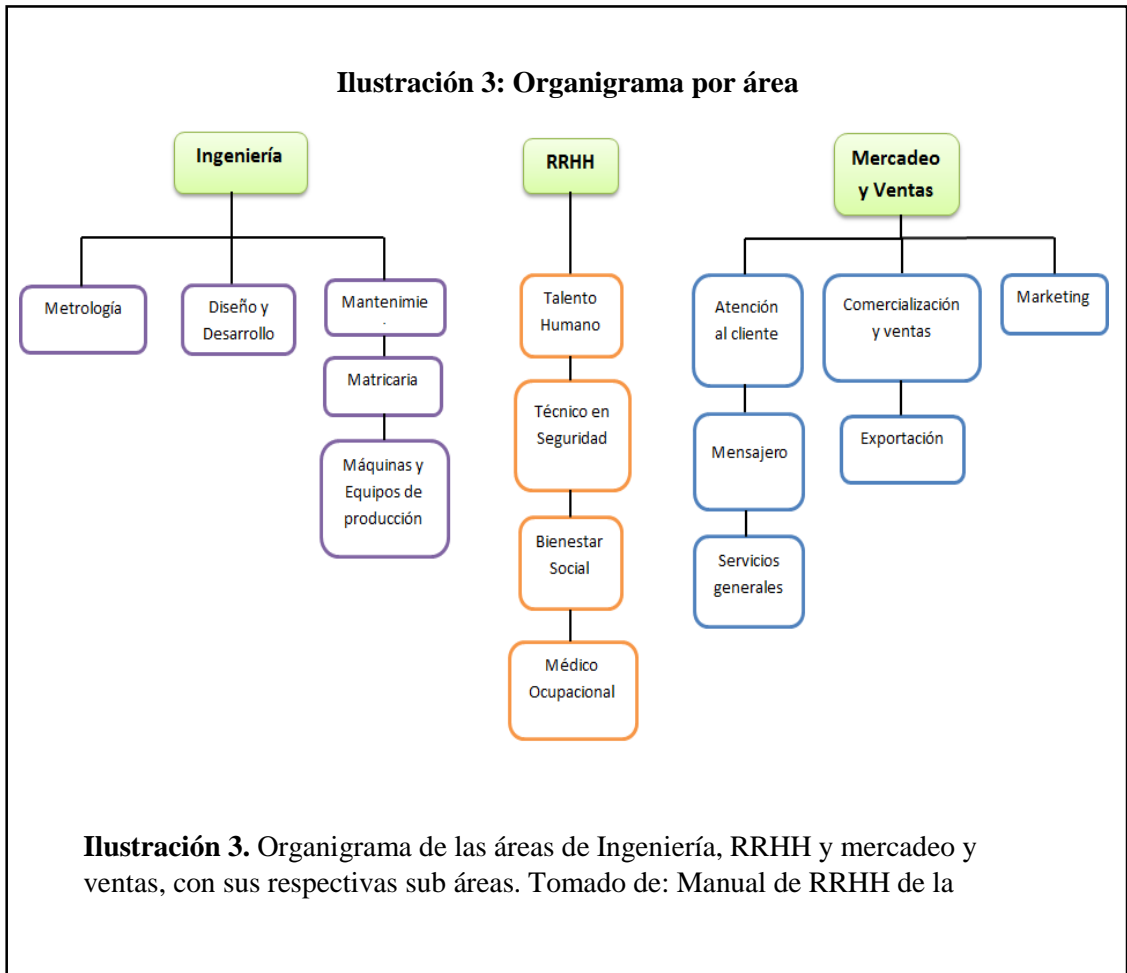 Ilustración 3: Organigrama por área
Ingeniería
RRHH
Mercadeo
y Ventas
Metrología
Diseño y
Desarrollo
Mantenimie
.
Matricaria
Máquinas y
Equipos de
producción
Talento
Humano
Técnico en
Seguridad
Bienestar
Social
Médico
Ocupacional
Atención
al cliente
Mensajero
Servicios
generales
Comercialización
y ventas
Exportación
Marketing
Ilustración 3. Organigrama de las áreas de Ingeniería, RRHH y mercadeo y
ventas, con sus respectivas sub áreas. Tomado de: Manual de RRHH de la